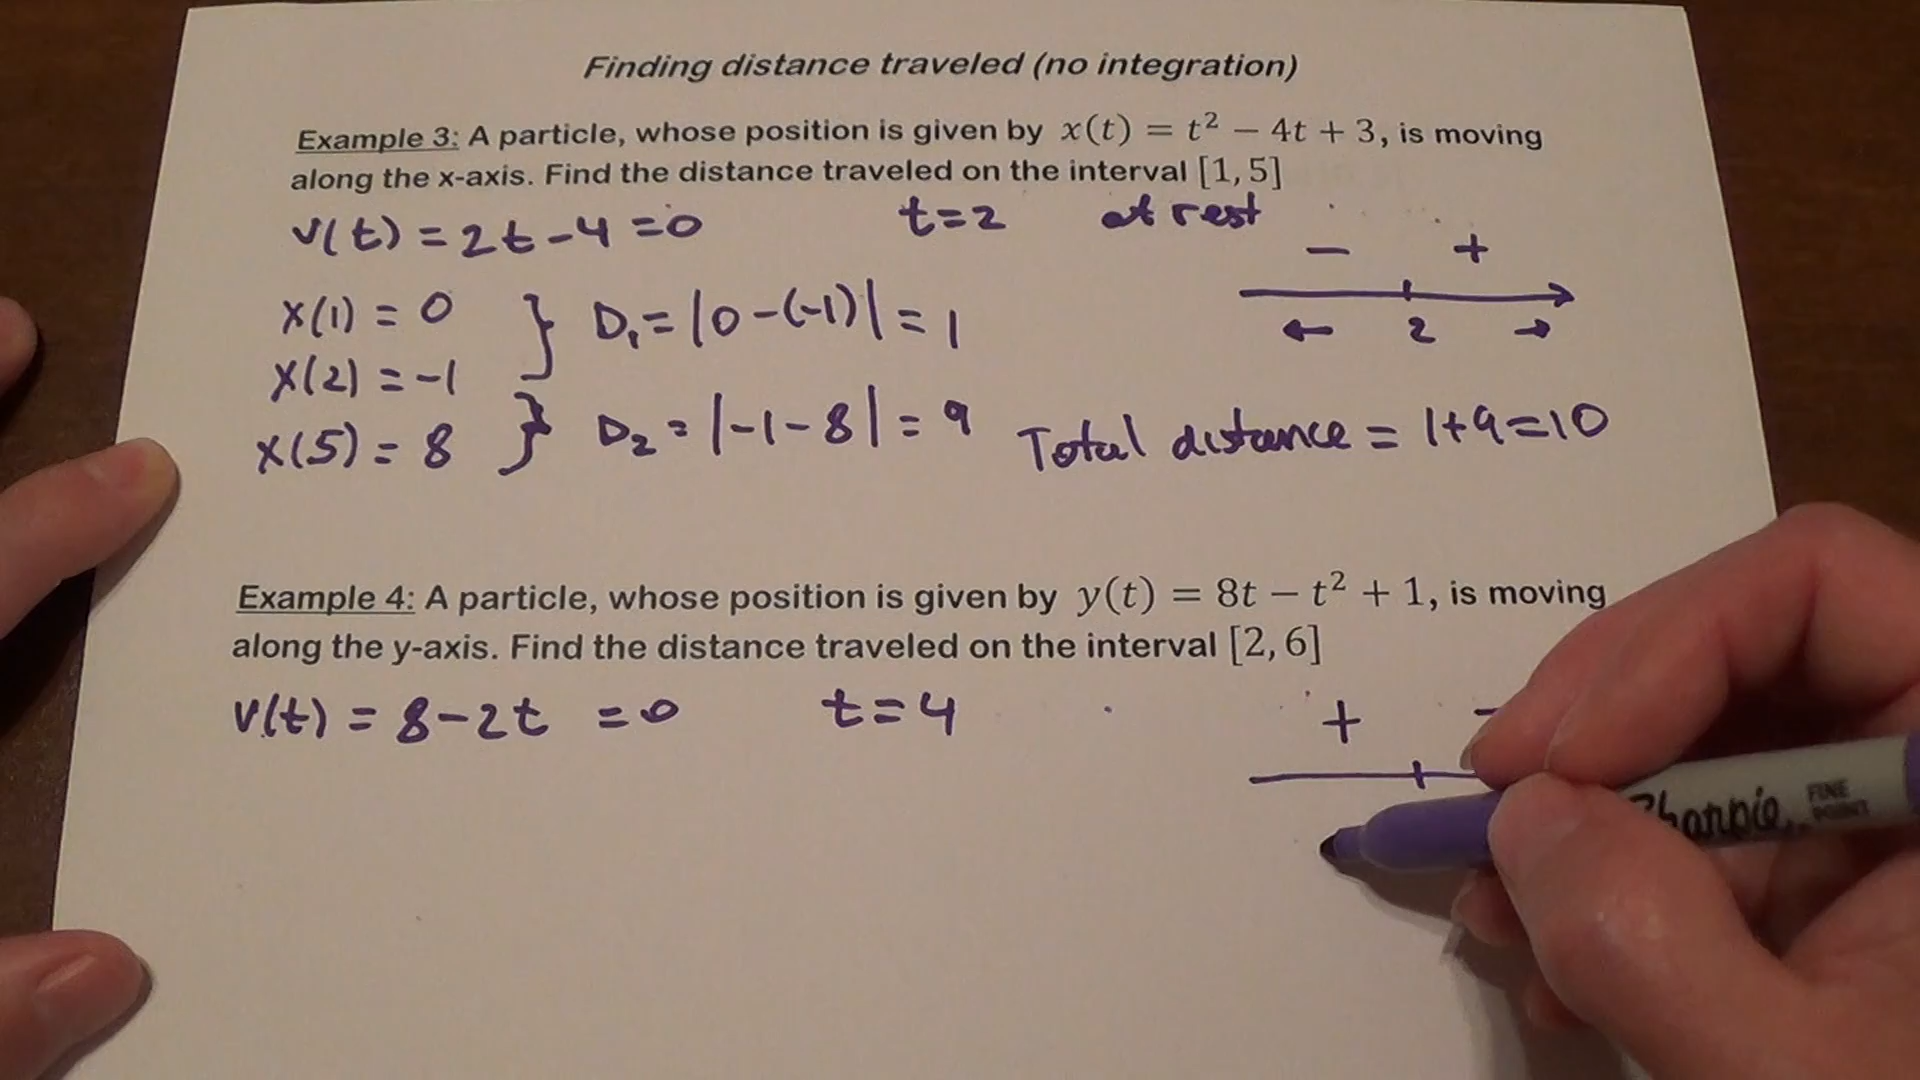 Finding distance traveled (no integration)
Example 3: A particle, whose position is given by x(t) = t² − 4t + 3, is moving
along the x-axis. Find the distance traveled on the interval [1, 5]
v(t) = 2t − 4 = 0 t = 2 at rest
− +
2
x(1) = 0 } D₁ = |0 − (−1)| = 1
x(2) = −1
x(5) = 8 } D₂ = |−1 − 8| = 9 Total distance = 1+9=10
Example 4: A particle, whose position is given by y(t) = 8t − t² + 1, is moving
along the y-axis. Find the distance traveled on the interval [2, 6]
v(t) = 8 − 2t = 0 t = 4
+ −
Sharpie FINE POINT